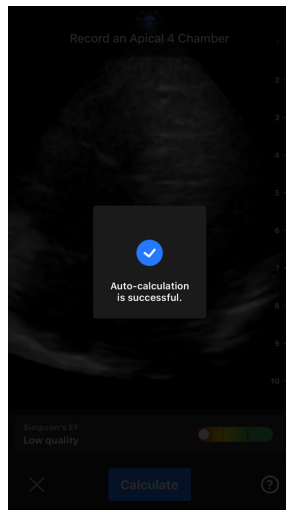 Record an Apical 4 Chamber
1
2
3
4
5
6
7
8
9
10
Auto-calculation
is successful.
Simpson's EF
Low quality
Calculate
?